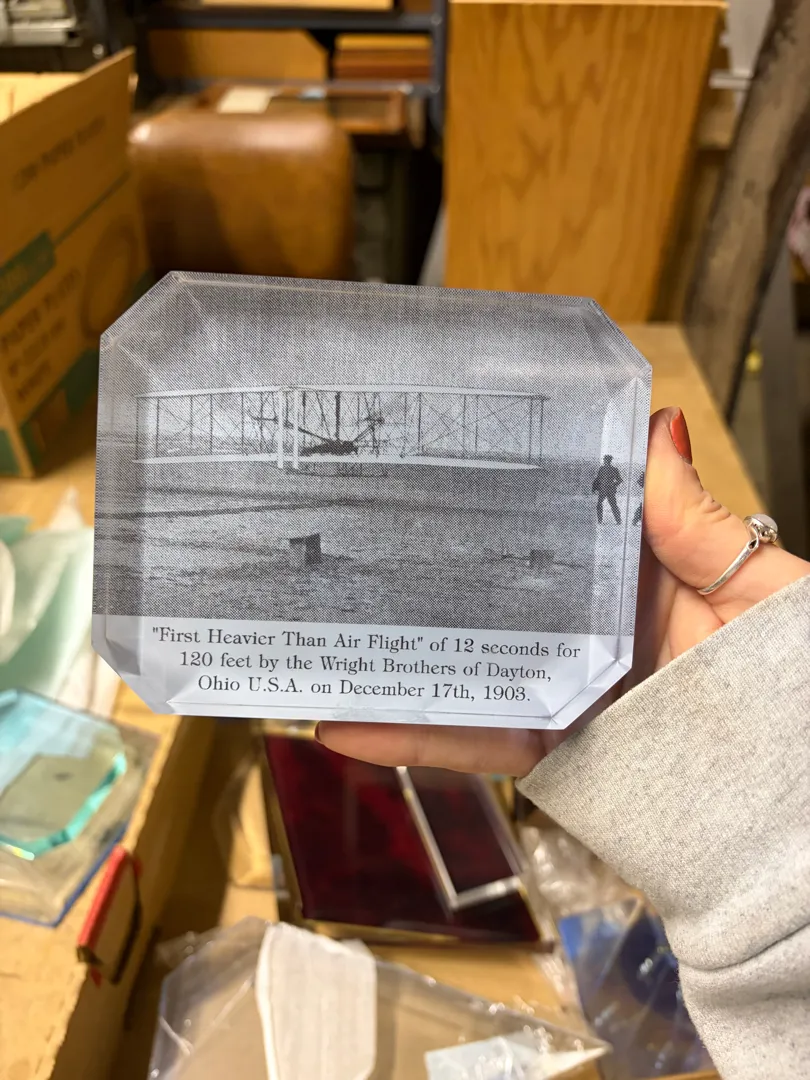 "First Heavier Than Air Flight" of 12 seconds for
120 feet by the Wright Brothers of Dayton,
Ohio U.S.A. on December 17th, 1903.